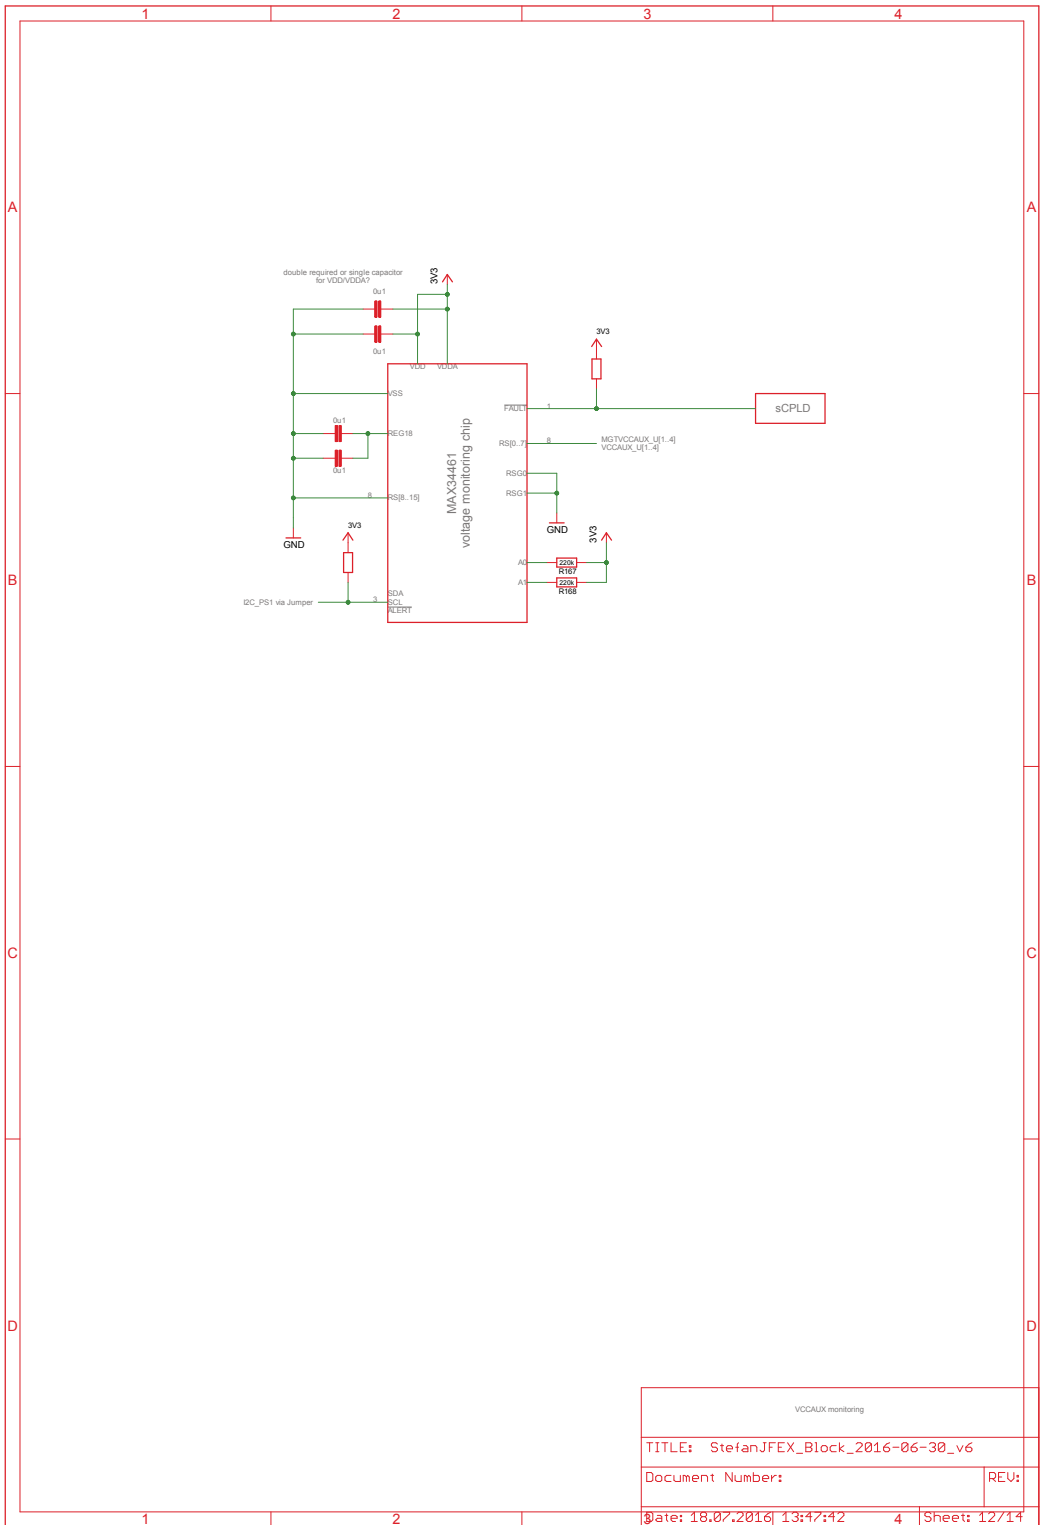 1 2 3 4
A A
double required or single capacitor
for VDD/VDDA?
3V3
0u1
0u1
3V3
VDD VDDA
VSS
FAULT 1
sCPLD
0u1
REG18
RS[0..7] 8
MGTVCCAUX_U[1..4]
VCCAUX_U[1..4]
0u1
MAX34461
voltage monitoring chip
RSG0
8 RS[8..15]
RSG1
GND
3V3
GND
3V3
A0 220k
R167
B B
A1 220k
R168
SDA
I2C_PS1 via Jumper 3 SCL
ALERT
C C
D D
VCCAUX monitoring
TITLE: StefanJFEX_Block_2016-06-30_v6
Document Number:
REV:
Date: 18.07.2016 13:47:42
Sheet: 12/14
1 2 3 4